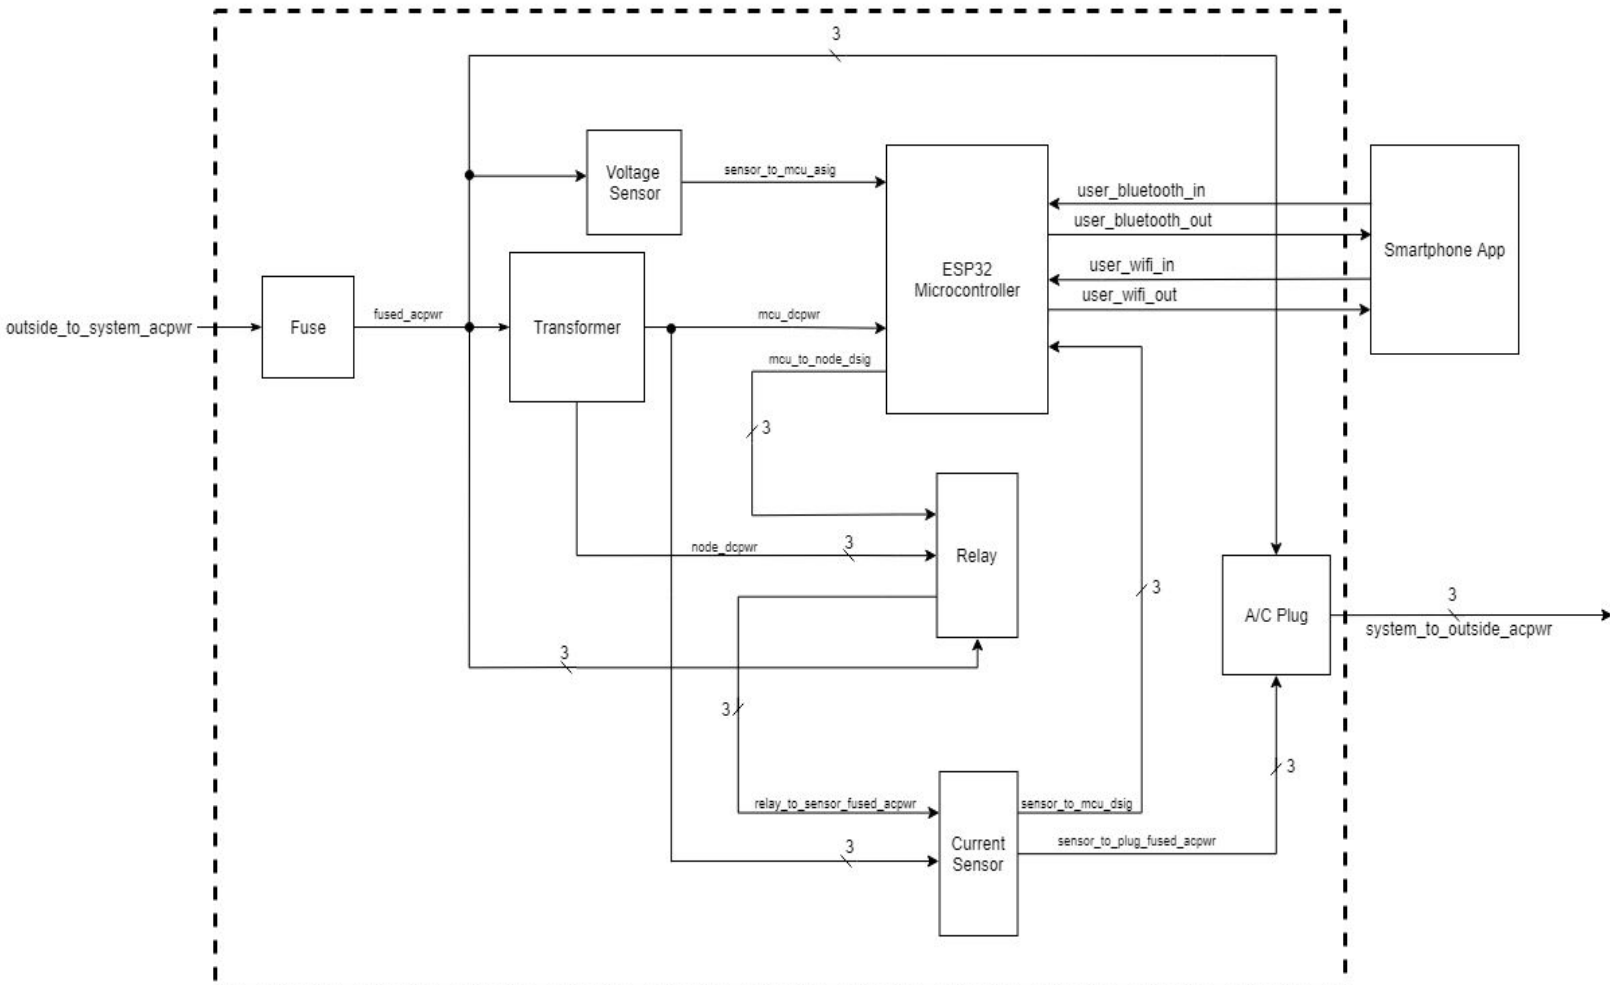 3
Voltage
Sensor
sensor_to_mcu_asig
user_bluetooth_in
user_bluetooth_out
Smartphone App
ESP32
Microcontroller
user_wifi_in
user_wifi_out
outside_to_system_acpwr
Fuse
fused_acpwr
Transformer
mcu_dcpwr
mcu_to_node_dsig
3
node_dcpwr
3
Relay
3
3
A/C Plug
3
system_to_outside_acpwr
3
3
relay_to_sensor_fused_acpwr
sensor_to_mcu_dsig
3
Current
Sensor
sensor_to_plug_fused_acpwr
3